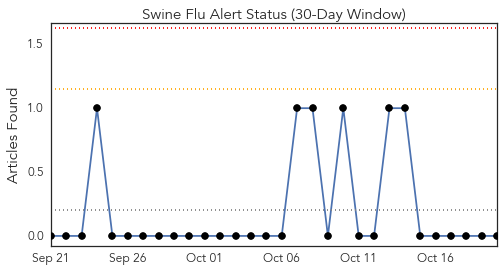 Swine Flu Alert Status (30-Day Window)
Articles Found
1.5
1.0
0.5
0.0
Sep 21 Sep 26 Oct 01 Oct 06 Oct 11 Oct 16